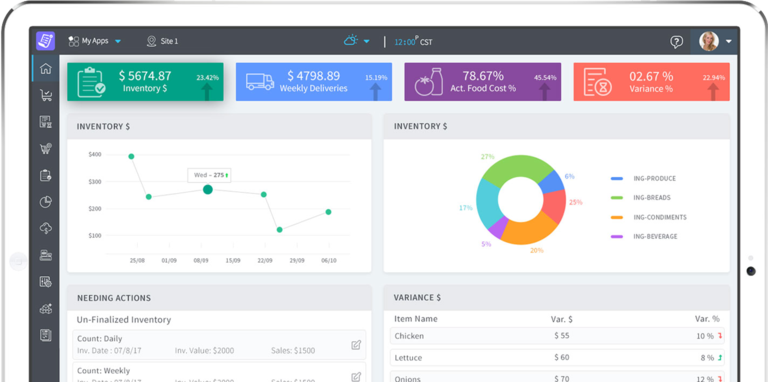 My Apps
Site 1
12:00P CST
$ 5674.87
23.42%
Inventory $
$ 4798.89
15.19%
Weekly Deliveries
78.67%
45.54%
Act. Food Cost %
02.67 %
22.94%
Variance %
INVENTORY $
$400
$300
$200
$100
Wed - 275
25/08 01/09 08/09 15/09 22/09 29/09 06/10
INVENTORY $
27%
6%
25%
20%
5%
17%
ING-PRODUCE
ING-BREADS
ING-CONDIMENTS
ING-BEVERAGE
NEEDING ACTIONS
Un-Finalized Inventory
Count: Daily
Inv. Date : 07/8/17 Inv. Value: $2000 Sales: $1500
Count: Weekly
Inv. Date : 07/8/17 Inv. Value: $2000 Sales: $1500
VARIANCE $
Item Name Var. $ Var. %
Chicken $ 55 10 %
Lettuce $ 60 8 %
Onions $ 70 12 %